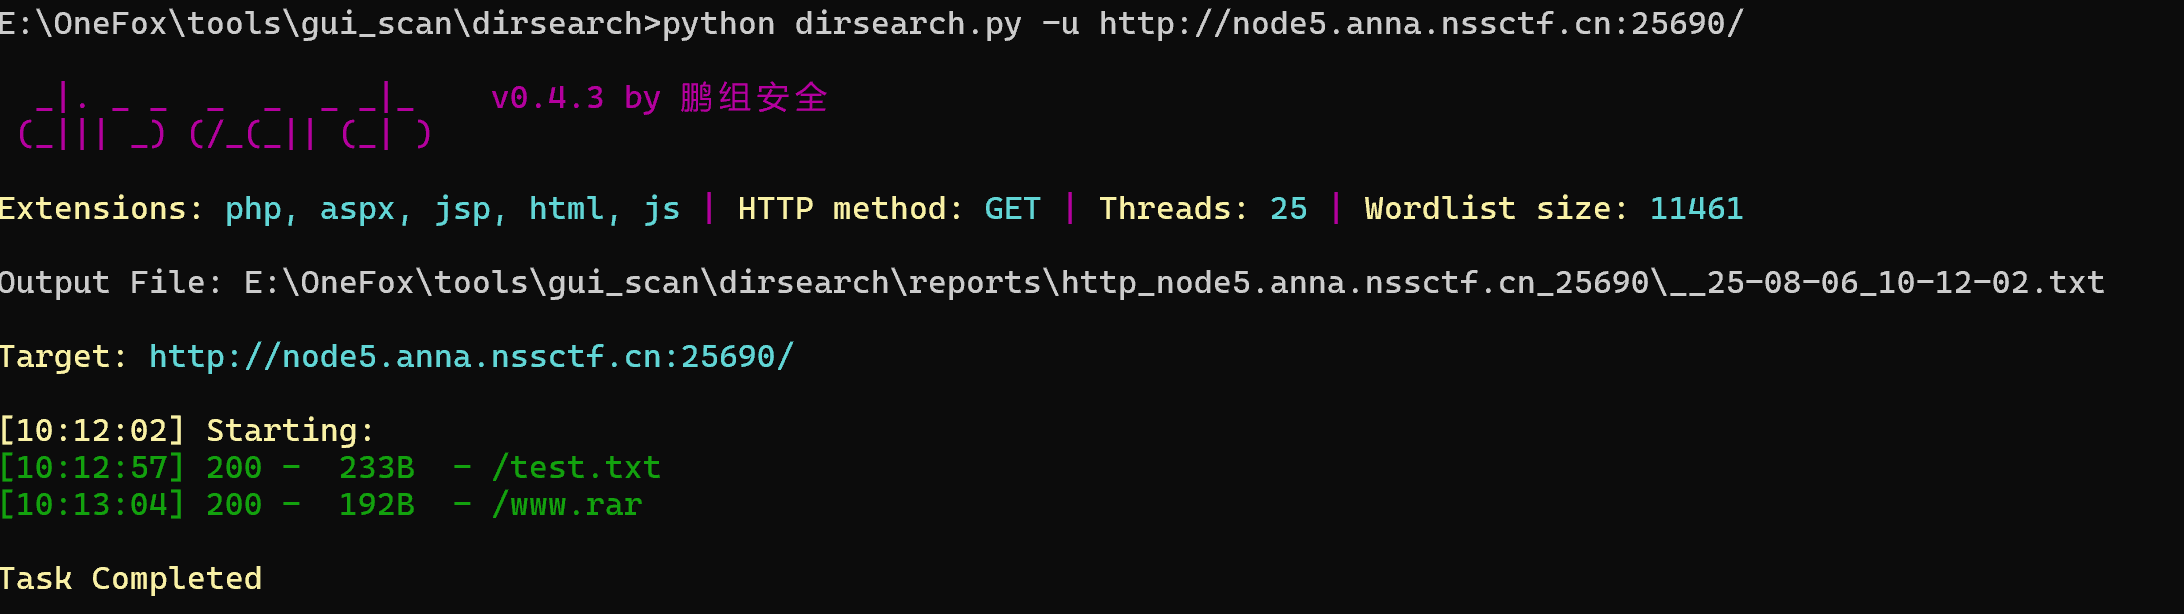 E:\OneFox\tools\gui_scan\dirsearch>python dirsearch.py -u http://node5.anna.nssctf.cn:25690/
  _|. _ _  _  _  _ _|_    v0.4.3 by 鹏组安全
 (_||| _) (/_(_|| (_| )
Extensions: php, aspx, jsp, html, js | HTTP method: GET | Threads: 25 | Wordlist size: 11461
Output File: E:\OneFox\tools\gui_scan\dirsearch\reports\http_node5.anna.nssctf.cn_25690\__25-08-06_10-12-02.txt
Target: http://node5.anna.nssctf.cn:25690/
[10:12:02] Starting:
[10:12:57] 200 -  233B  - /test.txt
[10:13:04] 200 -  192B  - /www.rar
Task Completed